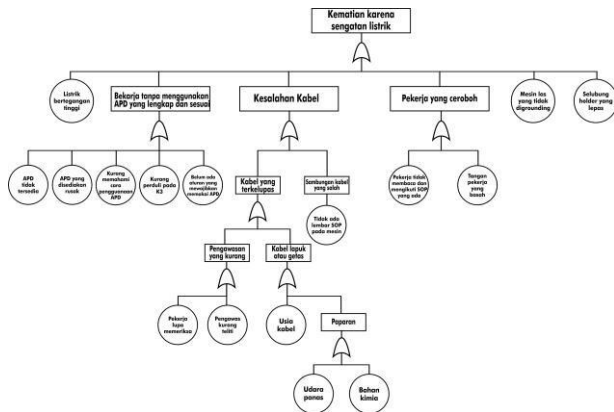 Kematian karena
sengatan listrik
Listrik
bertegangan
tinggi
Bekerja tanpa menggunakan
APD yang lengkap dan sesuai
Kesalahan Kabel
Pekerja yang ceroboh
Mesin las
yang tidak
digrounding
Selubung
holder yang
lepas
APD
tidak
tersedia
APD yang
disediakan
rusak
Kurang
memahami
cara
penggunaan
APD
Kurang
perduli pada
K3
Belum ada
aturan yang
mewajibkan
memakai APD
Kabel yang
terkelupas
Sambungan kabel
yang salah
Pekerja tidak
membaca dan
mengikuti SOP
yang ada
Tangan
pekerja yang
basah
Tidak ada
lembar SOP
pada mesin
Pengawasan
yang kurang
Kabel lapuk
atau getas
Pekerja
lupa
memeriksa
Pengawas
kurang
teliti
Usia
kabel
Paparan
Udara
panas
Bahan
kimia